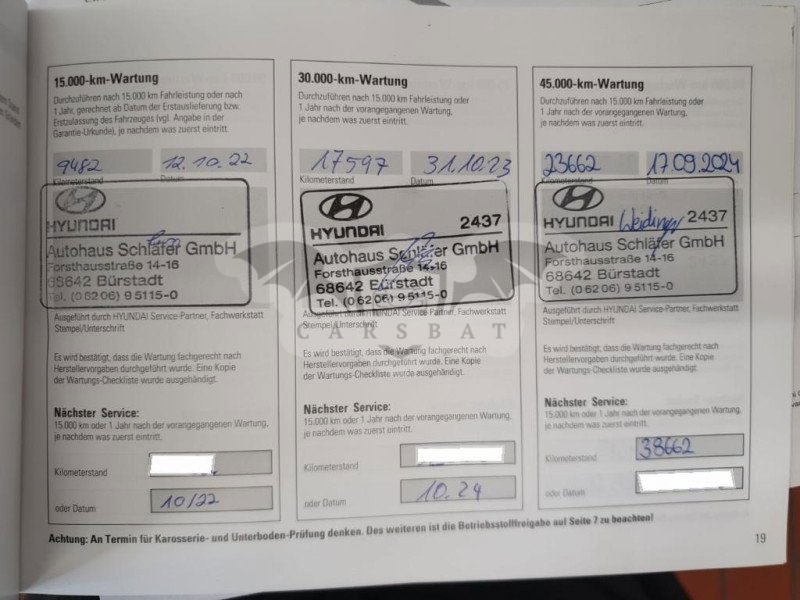 15.000-km-Wartung
Durchzuführen nach 15.000 km Fahrleistung oder nach
1 Jahr, gerechnet ab Datum der Erstauslieferung bzw.
Erstzulassung des Fahrzeuges (vgl. Angabe in der
Garantie-Urkunde), je nachdem was zuerst eintritt.
9482 12.10.22
Kilometerstand Datum
HYUNDAI
Autohaus Schläfer GmbH
Forsthausstraße 14-16
68642 Bürstadt
Tel. (0 62 06) 9 51 15-0
Ausgeführt durch HYUNDAI Service-Partner, Fachwerkstatt
Stempel/Unterschrift
Es wird bestätigt, dass die Wartung fachgerecht nach
Herstellervorgaben durchgeführt wurde. Eine Kopie
der Wartungs-Checkliste wurde ausgehändigt.
Nächster Service:
15.000 km oder 1 Jahr nach der vorangegangenen Wartung,
je nachdem was zuerst eintritt.
Kilometerstand
oder Datum 10/22
30.000-km-Wartung
Durchzuführen nach 15.000 km Fahrleistung oder
1 Jahr nach der vorangegangenen Wartung,
je nachdem was zuerst eintritt.
17597 31.10.23
Kilometerstand Datum
HYUNDAI 2437
Autohaus Schläfer GmbH
Forsthausstraße 14-16
68642 Bürstadt
Tel. (0 62 06) 9 51 15-0
Ausgeführt durch HYUNDAI Service-Partner, Fachwerkstatt
Stempel/Unterschrift
Es wird bestätigt, dass die Wartung fachgerecht nach
Herstellervorgaben durchgeführt wurde. Eine Kopie
der Wartungs-Checkliste wurde ausgehändigt.
Nächster Service:
15.000 km oder 1 Jahr nach der vorangegangenen Wartung,
je nachdem was zuerst eintritt.
Kilometerstand
oder Datum 10.24
45.000-km-Wartung
Durchzuführen nach 15.000 km Fahrleistung oder
1 Jahr nach der vorangegangenen Wartung,
je nachdem was zuerst eintritt.
23662 17.09.2024
Kilometerstand Datum
HYUNDAI Weidinger 2437
Autohaus Schläfer GmbH
Forsthausstraße 14-16
68642 Bürstadt
Tel. (0 62 06) 9 51 15-0
Ausgeführt durch HYUNDAI Service-Partner, Fachwerkstatt
Stempel/Unterschrift
Es wird bestätigt, dass die Wartung fachgerecht nach
Herstellervorgaben durchgeführt wurde. Eine Kopie
der Wartungs-Checkliste wurde ausgehändigt.
Nächster Service:
15.000 km oder 1 Jahr nach der vorangegangenen Wartung,
je nachdem was zuerst eintritt.
Kilometerstand 38662
oder Datum
CARSBAT
Achtung: An Termin für Karosserie- und Unterboden-Prüfung denken. Des weiteren ist die Betriebsstofffreigabe auf Seite 7 zu beachten!
19